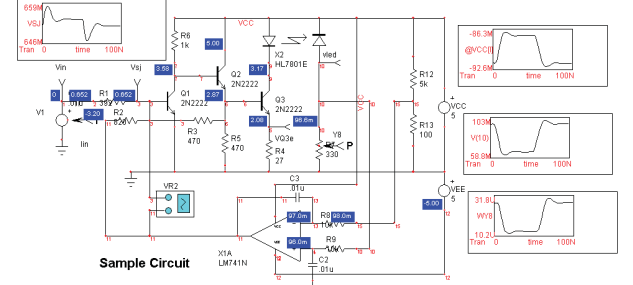 659M
VSJ
646M
Tran 0 time 100N
R6
1k
VCC
5.00
3.58
Q2
2N2222
X2
HL7801E
3.17
vled
-86.3M
@VCC[I]
-92.6M
Tran 0 time 100N
Vin
Vsj
0
0.652
0.652
.01u
R1
Q1
2N2222
2.87
Q3
2N2222
R12
5k
VCC
5
V1
-3.20
R2
820
Iin
R3
470
R5
470
2.08
96.6m
VQ3e
R4
27
Y8
P
330
R13
100
103M
V(10)
58.8M
Tran 0 time 100N
VR2
C3
.01u
VEE
5
-5.00
31.8U
WY8
10.2U
Tran 0 time 100N
97.0m
R8
98.0m
10k
96.0m
R9
10k
VCC
VEE
X1A
LM741N
C2
.01u
Sample Circuit